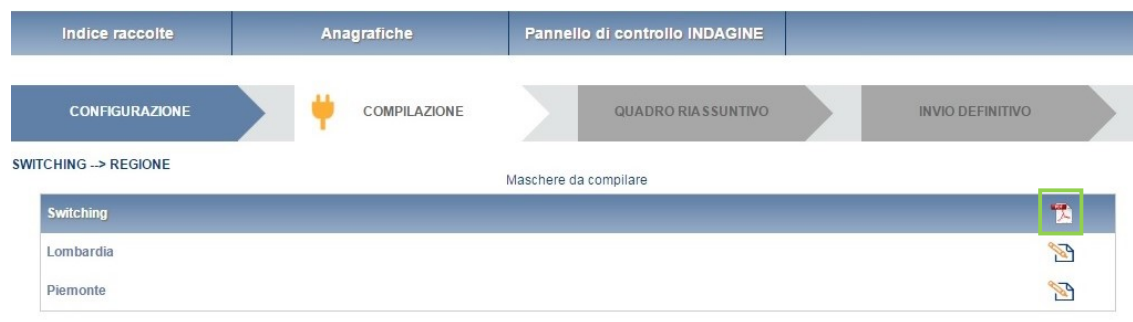 Indice raccolte Anagrafiche Pannello di controllo INDAGINE
CONFIGURAZIONE COMPILAZIONE QUADRO RIASSUNTIVO INVIO DEFINITIVO
SWITCHING --> REGIONE
Maschere da compilare
Switching
Lombardia
Piemonte